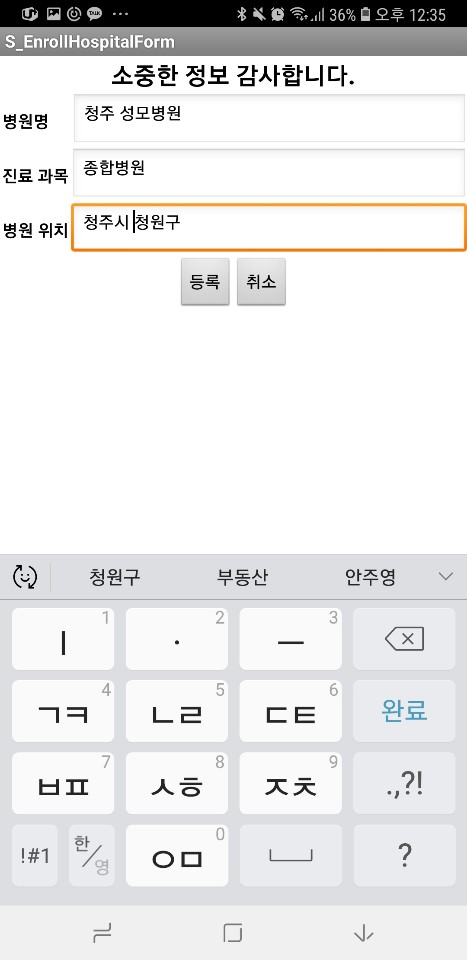 TALK 36% 오후 12:35
S_EnrollHospitalForm
소중한 정보 감사합니다.
병원명 청주 성모병원
진료 과목 종합병원
병원 위치 청주시 청원구
등록 취소
청원구 부동산 안주영
ㅣ 1 · 2 ㅡ 3
ㄱㅋ 4 ㄴㄹ 5 ㄷㅌ 6 완료
ㅂㅍ 7 ㅅㅎ 8 ㅈㅊ 9 .,?!
!#1 한/영 ㅇㅁ 0 ?